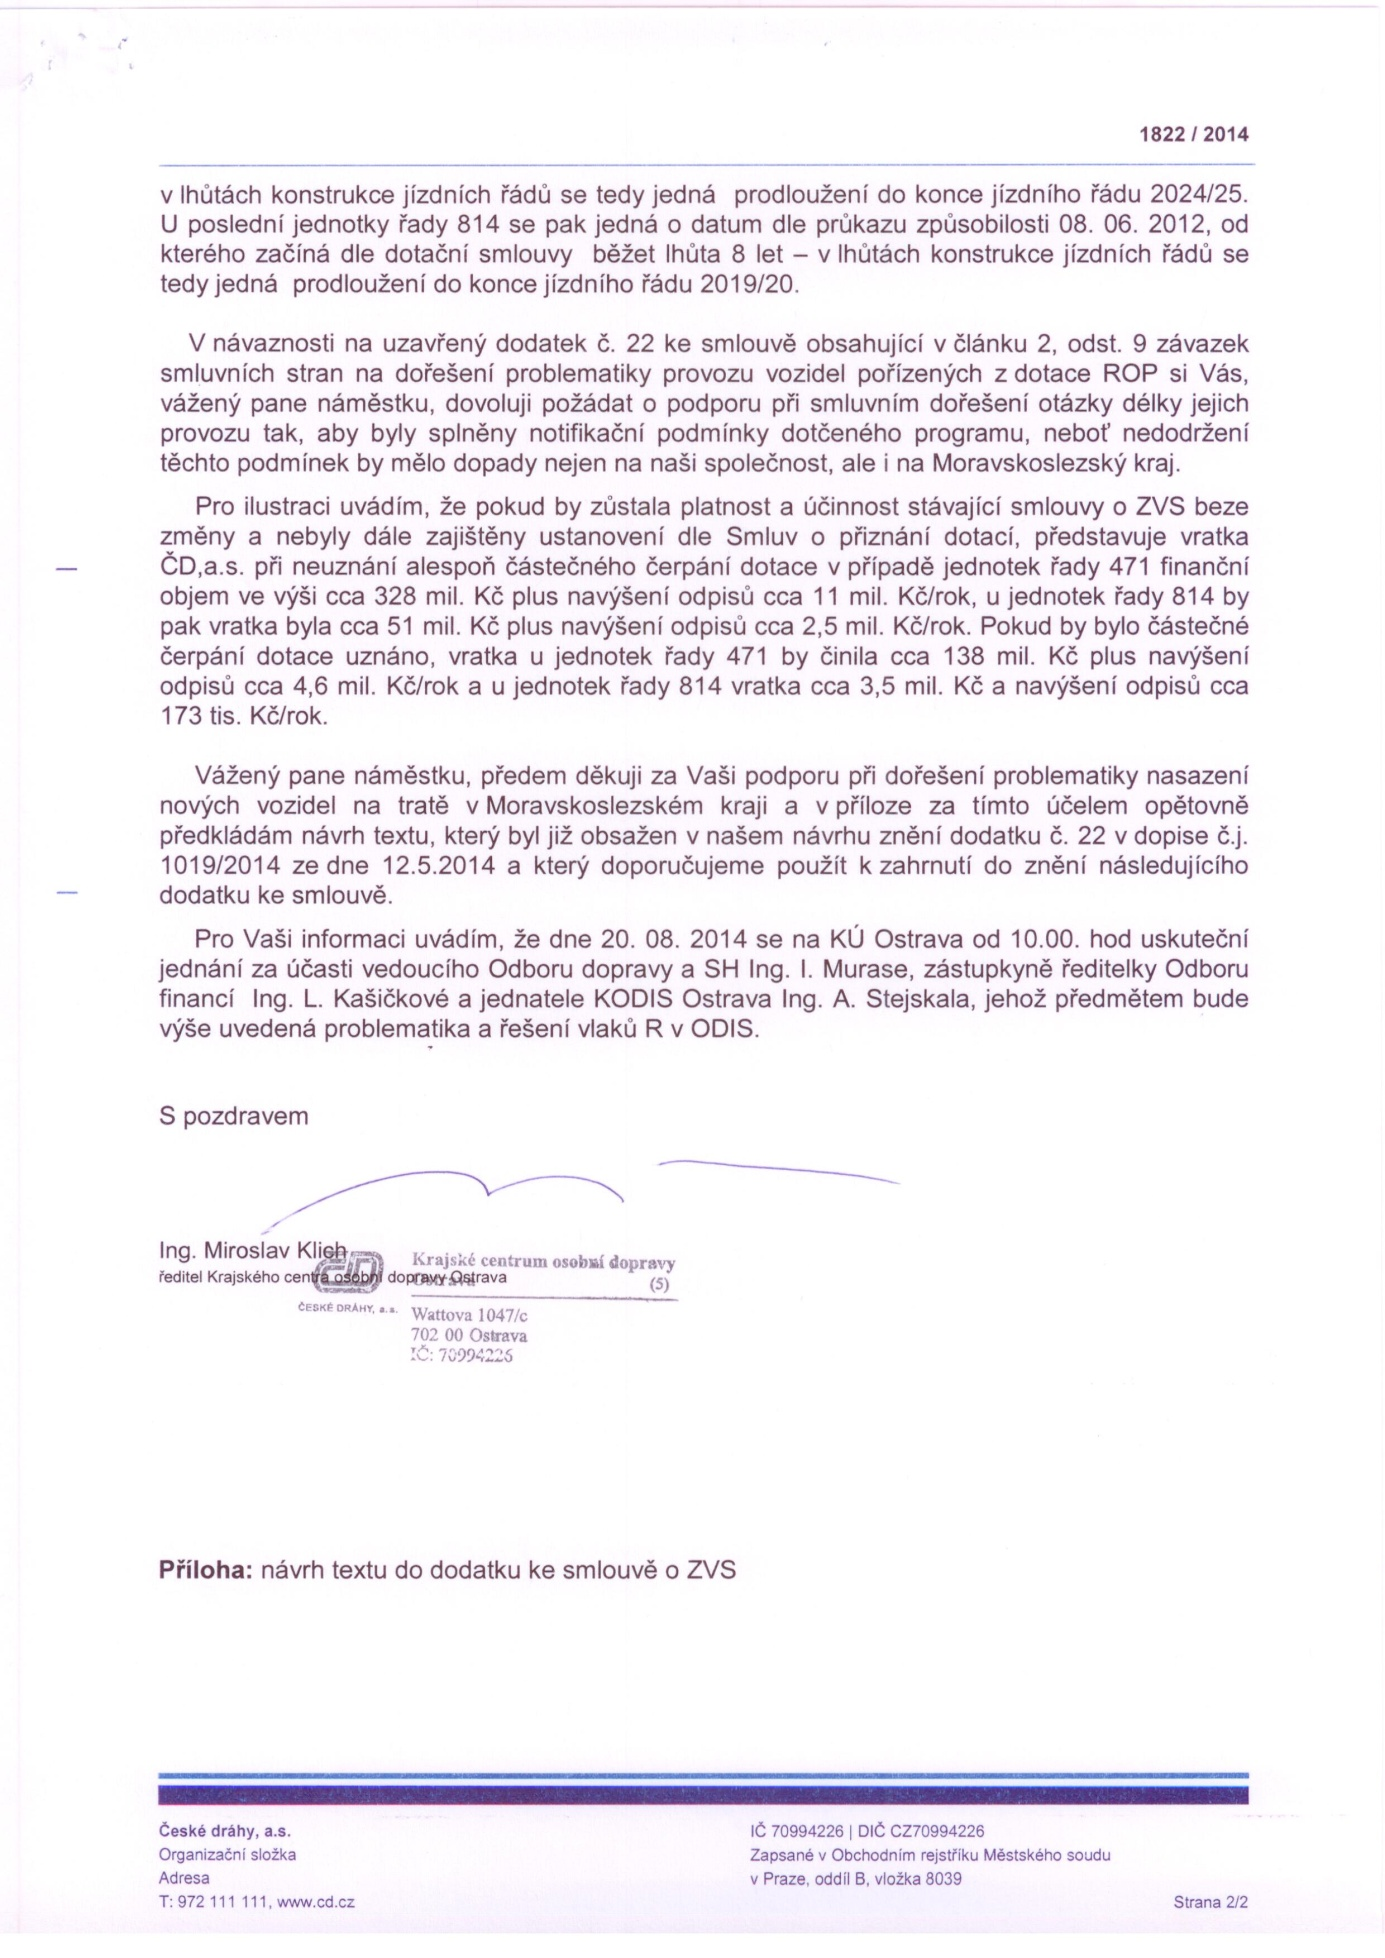 1822 / 2014
v lhůtách konstrukce jízdních řádů se tedy jedná prodloužení do konce jízdního řádu 2024/25.
U poslední jednotky řady 814 se pak jedná o datum dle průkazu způsobilosti 08. 06. 2012, od
kterého začíná dle dotační smlouvy běžet lhůta 8 let – v lhůtách konstrukce jízdních řádů se
tedy jedná prodloužení do konce jízdního řádu 2019/20.
V návaznosti na uzavřený dodatek č. 22 ke smlouvě obsahující v článku 2, odst. 9 závazek
smluvních stran na dořešení problematiky provozu vozidel pořízených z dotace ROP si Vás,
vážený pane náměstku, dovoluji požádat o podporu při smluvním dořešení otázky délky jejich
provozu tak, aby byly splněny notifikační podmínky dotčeného programu, neboť nedodržení
těchto podmínek by mělo dopady nejen na naši společnost, ale i na Moravskoslezský kraj.
Pro ilustraci uvádím, že pokud by zůstala platnost a účinnost stávající smlouvy o ZVS beze
změny a nebyly dále zajištěny ustanovení dle Smluv o přiznání dotací, představuje vratka
ČD,a.s. při neuznání alespoň částečného čerpání dotace v případě jednotek řady 471 finanční
objem ve výši cca 328 mil. Kč plus navýšení odpisů cca 11 mil. Kč/rok, u jednotek řady 814 by
pak vratka byla cca 51 mil. Kč plus navýšení odpisů cca 2,5 mil. Kč/rok. Pokud by bylo částečné
čerpání dotace uznáno, vratka u jednotek řady 471 by činila cca 138 mil. Kč plus navýšení
odpisů cca 4,6 mil. Kč/rok a u jednotek řady 814 vratka cca 3,5 mil. Kč a navýšení odpisů cca
173 tis. Kč/rok.
Vážený pane náměstku, předem děkuji za Vaši podporu při dořešení problematiky nasazení
nových vozidel na tratě v Moravskoslezském kraji a v příloze za tímto účelem opětovně
předkládám návrh textu, který byl již obsažen v našem návrhu znění dodatku č. 22 v dopise č.j.
1019/2014 ze dne 12.5.2014 a který doporučujeme použít k zahrnutí do znění následujícího
dodatku ke smlouvě.
Pro Vaši informaci uvádím, že dne 20. 08. 2014 se na KÚ Ostrava od 10.00. hod uskuteční
jednání za účasti vedoucího Odboru dopravy a SH Ing. I. Murase, zástupkyně ředitelky Odboru
financí Ing. L. Kašičkové a jednatele KODIS Ostrava Ing. A. Stejskala, jehož předmětem bude
výše uvedená problematika a řešení vlaků R v ODIS.
S pozdravem
Ing. Miroslav Klich
ředitel Krajského centra osobní dopravy Ostrava
ČD
ČESKÉ DRÁHY, a.s.
Krajské centrum osobní dopravy
Ostrava (5)
Wattova 1047/c
702 00 Ostrava
IČ: 70994226
Příloha: návrh textu do dodatku ke smlouvě o ZVS
České dráhy, a.s.
Organizační složka
Adresa
T: 972 111 111, www.cd.cz
IČ 70994226 | DIČ CZ70994226
Zapsané v Obchodním rejstříku Městského soudu
v Praze, oddíl B, vložka 8039
Strana 2/2